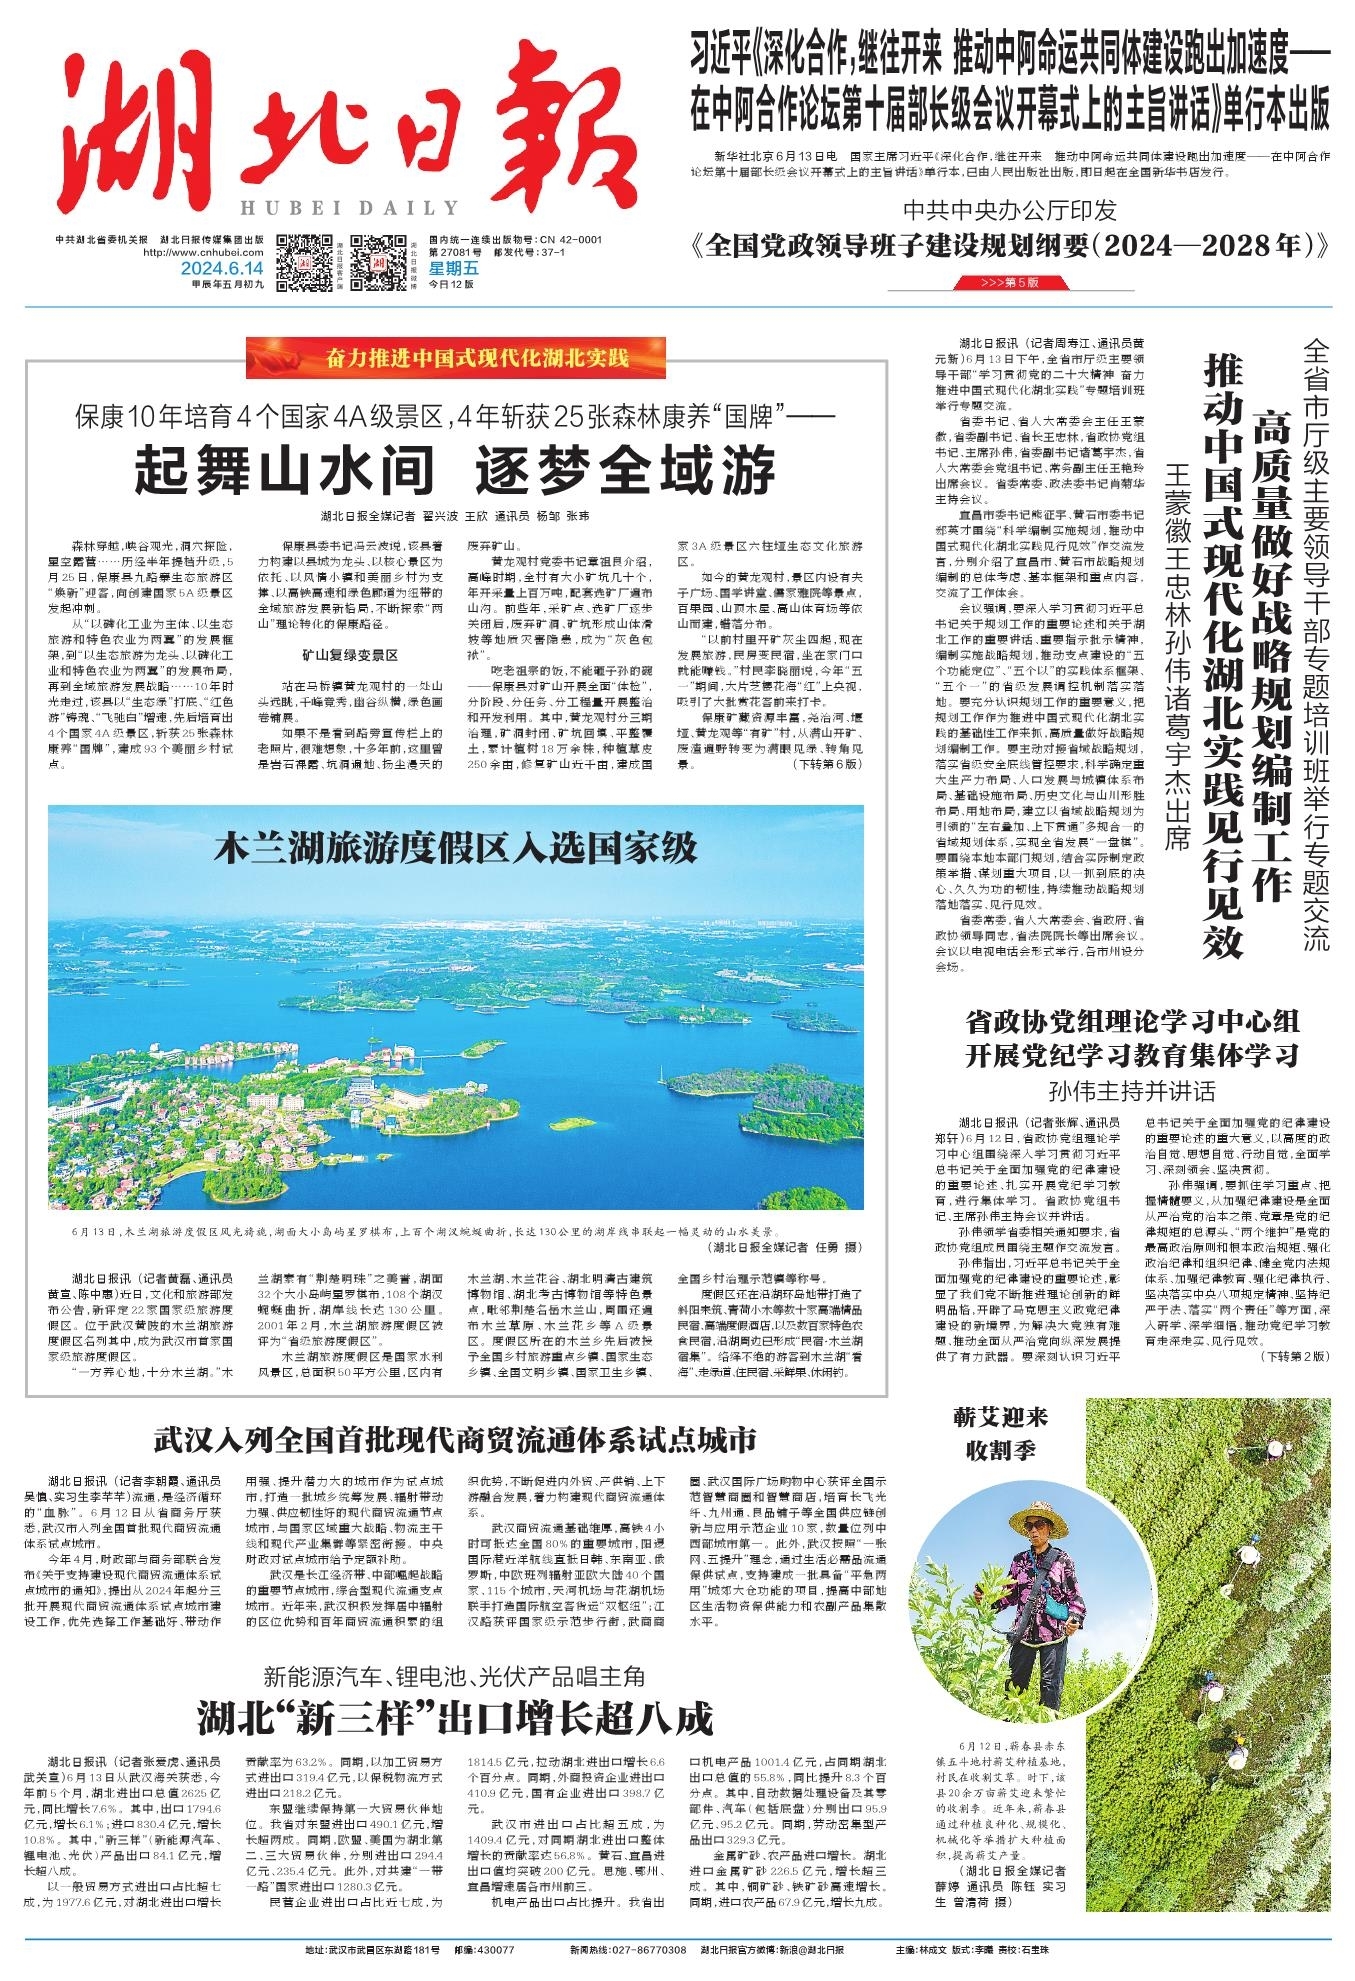 湖北日報
HUBEI DAILY
中共湖北省委机关报 湖北日报传媒集团出版
http://www.cnhubei.com
2024.6.14
甲辰年五月初九
湖北日报客户端
湖北日报微博
国内统一连续出版物号:CN 42-0001
第27081号 邮发代号:37-1
星期五
今日12版
习近平《深化合作,继往开来 推动中阿命运共同体建设跑出加速度——
在中阿合作论坛第十届部长级会议开幕式上的主旨讲话》单行本出版
新华社北京6月13日电 国家主席习近平《深化合作,继往开来 推动中阿命运共同体建设跑出加速度——在中阿合作
论坛第十届部长级会议开幕式上的主旨讲话》单行本,已由人民出版社出版,即日起在全国新华书店发行。
中共中央办公厅印发
《全国党政领导班子建设规划纲要(2024—2028年)》
>>>第5版
奋力推进中国式现代化湖北实践
保康10年培育4个国家4A级景区,4年斩获25张森林康养“国牌”——
起舞山水间 逐梦全域游
湖北日报全媒记者 翟兴波 王欣 通讯员 杨邹 张玮
森林穿越,峡谷观光,洞穴探险,
星空露营……历经半年提档升级,5
月25日,保康县九路寨生态旅游区
“焕新”迎客,向创建国家5A级景区
发起冲刺。
从“以磷化工业为主体、以生态
旅游和特色农业为两翼”的发展框
架,到“以生态旅游为龙头、以磷化工
业和特色农业为两翼”的发展布局,
再到全域旅游发展战略……10年时
光走过,该县以“生态绿”打底、“红色
游”铸魂、“飞驰白”增速,先后培育出
4个国家4A级景区,斩获25张森林
康养“国牌”,建成93个美丽乡村试
点。
保康县委书记冯云波说,该县着
力构建以县城为龙头、以核心景区为
依托、以风情小镇和美丽乡村为支
撑、以高铁高速和绿色廊道为纽带的
全域旅游发展新格局,不断探索“两
山”理论转化的保康路径。
矿山复绿变景区
站在马桥镇黄龙观村的一处山
头远眺,千峰竞秀,幽谷纵横,绿色画
卷铺展。
如果不是看到路旁宣传栏上的
老照片,很难想象,十多年前,这里曾
是岩石裸露、坑洞遍地、扬尘漫天的
废弃矿山。
黄龙观村党委书记章祖良介绍,
高峰时期,全村有大小矿坑几十个,
年开采量上百万吨,配套选矿厂遍布
山沟。前些年,采矿点、选矿厂逐步
关闭后,废弃矿洞、矿坑形成山体滑
坡等地质灾害隐患,成为“灰色包
袱”。
吃老祖宗的饭,不能砸子孙的碗
——保康县对矿山开展全面“体检”,
分阶段、分任务、分工程量开展整治
和开发利用。其中,黄龙观村分三期
治理,矿洞封闭、矿坑回填,平整覆
土,累计植树18万余株,种植草皮
250余亩,修复矿山近千亩,建成国
家3A级景区六柱垭生态文化旅游
区。
如今的黄龙观村,景区内设有夫
子广场、国学讲堂、儒家雅院等景点,
百果园、山顶木屋、高山体育场等依
山而建,错落分布。
“以前村里开矿灰尘四起,现在
发展旅游,民房变民宿,坐在家门口
就能赚钱。”村民李晓丽说,今年“五
一”期间,大片芝樱花海“红”上央视,
吸引了大批赏花客前来打卡。
保康矿藏资源丰富,尧治河、堰
垭、黄龙观等“有矿”村,从满山开矿、
废渣遍野转变为满眼见绿、转角见
景。 (下转第6版)
木兰湖旅游度假区入选国家级
6月13日,木兰湖旅游度假区风光旖旎,湖面大小岛屿星罗棋布,上百个湖汊蜿蜒曲折,长达130公里的湖岸线串联起一幅灵动的山水美景。
(湖北日报全媒记者 任勇 摄)
湖北日报讯 (记者黄磊、通讯员
黄宣、陈中惠)近日,文化和旅游部发
布公告,新评定22家国家级旅游度
假区。位于武汉黄陂的木兰湖旅游
度假区名列其中,成为武汉市首家国
家级旅游度假区。
“一方养心地,十分木兰湖。”木
兰湖素有“荆楚明珠”之美誉,湖面
32个大小岛屿星罗棋布,108个湖汊
蜿蜒曲折,湖岸线长达130公里。
2001年2月,木兰湖旅游度假区被
评为“省级旅游度假区”。
木兰湖旅游度假区是国家水利
风景区,总面积50平方公里,区内有
木兰湖、木兰花谷、湖北明清古建筑
博物馆、湖北考古博物馆等特色景
点,毗邻荆楚名岳木兰山,周围还遍
布木兰草原、木兰花乡等A级景
区。度假区所在的木兰乡先后被授
予全国乡村旅游重点乡镇、国家生态
乡镇、全国文明乡镇、国家卫生乡镇、
全国乡村治理示范镇等称号。
度假区还在沿湖环岛地带打造了
斜阳来筑、青荷小木等数十家高端精品
民宿、高端度假酒店,以及数百家特色农
食民宿,沿湖周边已形成“民宿·木兰湖
宿集”。络绎不绝的游客到木兰湖“看
海”、走绿道、住民宿、采鲜果、休闲钓。
湖北日报讯 (记者周寿江、通讯员黄
元新)6月13日下午,全省市厅级主要领
导干部“学习贯彻党的二十大精神 奋力
推进中国式现代化湖北实践”专题培训班
举行专题交流。
省委书记、省人大常委会主任王蒙
徽,省委副书记、省长王忠林,省政协党组
书记、主席孙伟,省委副书记诸葛宇杰,省
人大常委会党组书记、常务副主任王艳玲
出席会议。省委常委、政法委书记肖菊华
主持会议。
宜昌市委书记熊征宇、黄石市委书记
郄英才围绕“科学编制实施规划,推动中
国式现代化湖北实践见行见效”作交流发
言,分别介绍了宜昌市、黄石市战略规划
编制的总体考虑、基本框架和重点内容,
交流了工作体会。
会议强调,要深入学习贯彻习近平总
书记关于规划工作的重要论述和关于湖
北工作的重要讲话、重要指示批示精神,
编制实施战略规划,推动支点建设的“五
个功能定位”、“五个以”的实践体系框架、
“五个一”的省级发展调控机制落实落
地。要充分认识规划工作的重要意义,把
规划工作作为推进中国式现代化湖北实
践的基础性工作来抓,高质量做好战略规
划编制工作。要主动对接省域战略规划,
落实省级安全底线管控要求,科学确定重
大生产力布局、人口发展与城镇体系布
局、基础设施布局、历史文化与山川形胜
布局、用地布局,建立以省域战略规划为
引领的“左右叠加、上下贯通”多规合一的
省域规划体系,实现全省发展“一盘棋”。
要围绕本地本部门规划,结合实际制定政
策举措、谋划重大项目,以一抓到底的决
心、久久为功的韧性,持续推动战略规划
落地落实、见行见效。
省委常委,省人大常委会、省政府、省
政协领导同志,省法院院长等出席会议。
会议以电视电话会形式举行,各市州设分
会场。
全省市厅级主要领导干部专题培训班举行专题交流
高质量做好战略规划编制工作
推动中国式现代化湖北实践见行见效
王蒙徽王忠林孙伟诸葛宇杰出席
省政协党组理论学习中心组
开展党纪学习教育集体学习
孙伟主持并讲话
湖北日报讯 (记者张辉、通讯员
郑轩)6月12日,省政协党组理论学
习中心组围绕深入学习贯彻习近平
总书记关于全面加强党的纪律建设
的重要论述、扎实开展党纪学习教
育,进行集体学习。省政协党组书
记、主席孙伟主持会议并讲话。
孙伟领学省委相关通知要求,省
政协党组成员围绕主题作交流发言。
孙伟指出,习近平总书记关于全
面加强党的纪律建设的重要论述,彰
显了我们党不断推进理论创新的鲜
明品格,开辟了马克思主义政党纪律
建设的新境界,为解决大党独有难
题、推动全面从严治党向纵深发展提
供了有力武器。要深刻认识习近平
总书记关于全面加强党的纪律建设
的重要论述的重大意义,以高度的政
治自觉、思想自觉、行动自觉,全面学
习、深刻领会、坚决贯彻。
孙伟强调,要抓住学习重点、把
握精髓要义,从加强纪律建设是全面
从严治党的治本之策、党章是党的纪
律规矩的总源头、“两个维护”是党的
最高政治原则和根本政治规矩、强化
政治纪律和组织纪律、健全党内法规
体系、加强纪律教育、强化纪律执行、
坚决落实中央八项规定精神、坚持纪
严于法、落实“两个责任”等方面,深
入研学、深学细悟,推动党纪学习教
育走深走实、见行见效。
(下转第2版)
武汉入列全国首批现代商贸流通体系试点城市
湖北日报讯 (记者李朝霞、通讯员
吴慎、实习生李芊芊)流通,是经济循环
的“血脉”。6月12日从省商务厅获
悉,武汉市入列全国首批现代商贸流通
体系试点城市。
今年4月,财政部与商务部联合发
布《关于支持建设现代商贸流通体系试
点城市的通知》,提出从2024年起分三
批开展现代商贸流通体系试点城市建
设工作,优先选择工作基础好、带动作
用强、提升潜力大的城市作为试点城
市,打造一批城乡统筹发展、辐射带动
力强、供应韧性好的现代商贸流通节点
城市,与国家区域重大战略、物流主干
线和现代产业集群等紧密衔接。中央
财政对试点城市给予定额补助。
武汉是长江经济带、中部崛起战略
的重要节点城市,综合型现代流通支点
城市。近年来,武汉积极发挥居中辐射
的区位优势和百年商贸流通积累的组
织优势,不断促进内外贸、产供销、上下
游融合发展,着力构建现代商贸流通体
系。
武汉商贸流通基础雄厚,高铁4小
时可抵达全国80%的重要城市,阳逻
国际港近洋航线直抵日韩、东南亚、俄
罗斯,中欧班列辐射亚欧大陆40个国
家、115个城市,天河机场与花湖机场
联手打造国际航空客货运“双枢纽”;江
汉路获评国家级示范步行街,武商商
圈、武汉国际广场购物中心获评全国示
范智慧商圈和智慧商店,培育长飞光
纤、九州通、良品铺子等全国供应链创
新与应用示范企业10家,数量位列中
西部城市第一。此外,武汉按照“一张
网、五提升”理念,通过生活必需品流通
保供试点,支持建成一批具备“平急两
用”城郊大仓功能的项目,提高中部地
区生活物资保供能力和农副产品集散
水平。
新能源汽车、锂电池、光伏产品唱主角
湖北“新三样”出口增长超八成
湖北日报讯 (记者张爱虎、通讯员
武关宣)6月13日从武汉海关获悉,今
年前5个月,湖北进出口总值2625亿
元,同比增长7.6%。其中,出口1794.6
亿元,增长6.1%;进口830.4亿元,增长
10.8%。其中,“新三样”(新能源汽车、
锂电池、光伏)产品出口84.1亿元,增
长超八成。
以一般贸易方式进出口占比超七
成,为1977.6亿元,对湖北进出口增长
贡献率为63.2%。同期,以加工贸易方
式进出口319.4亿元,以保税物流方式
进出口218.2亿元。
东盟继续保持第一大贸易伙伴地
位。我省对东盟进出口490.1亿元,增
长超两成。同期,欧盟、美国为湖北第
二、三大贸易伙伴,分别进出口294.4
亿元、235.4亿元。此外,对共建“一带
一路”国家进出口1280.3亿元。
民营企业进出口占比近七成,为
1814.5亿元,拉动湖北进出口增长6.6
个百分点。同期,外商投资企业进出口
410.9亿元,国有企业进出口398.7亿
元。
武汉市进出口占比超五成,为
1409.4亿元,对同期湖北进出口整体
增长的贡献率达56.8%。黄石、宜昌进
出口值均突破200亿元。恩施、鄂州、
宜昌增速居各市州前三。
机电产品出口占比提升。我省出
口机电产品1001.4亿元,占同期湖北
出口总值的55.8%,同比提升8.3个百
分点。其中,自动数据处理设备及其零
部件、汽车(包括底盘)分别出口95.9
亿元、95.2亿元。同期,劳动密集型产
品出口329.3亿元。
金属矿砂、农产品进口增长。湖北
进口金属矿砂226.5亿元,增长超三
成。其中,铜矿砂、铁矿砂高速增长。
同期,进口农产品67.9亿元,增长九成。
蕲艾迎来
收割季
6月12日,蕲春县赤东
镇五斗地村蕲艾种植基地,
村民在收割艾草。时下,该
县20余万亩蕲艾迎来繁忙
的收割季。近年来,蕲春县
通过种植良种化、规模化、
机械化等举措扩大种植面
积,提高蕲艾产量。
(湖北日报全媒记者
薛婷 通讯员 陈钰 实习
生 曾清荷 摄)
地址:武汉市武昌区东湖路181号 邮编:430077 新闻热线:027-86770308 湖北日报官方微博:新浪@湖北日报 主编:林成文 版式:李曦 责校:石宝珠